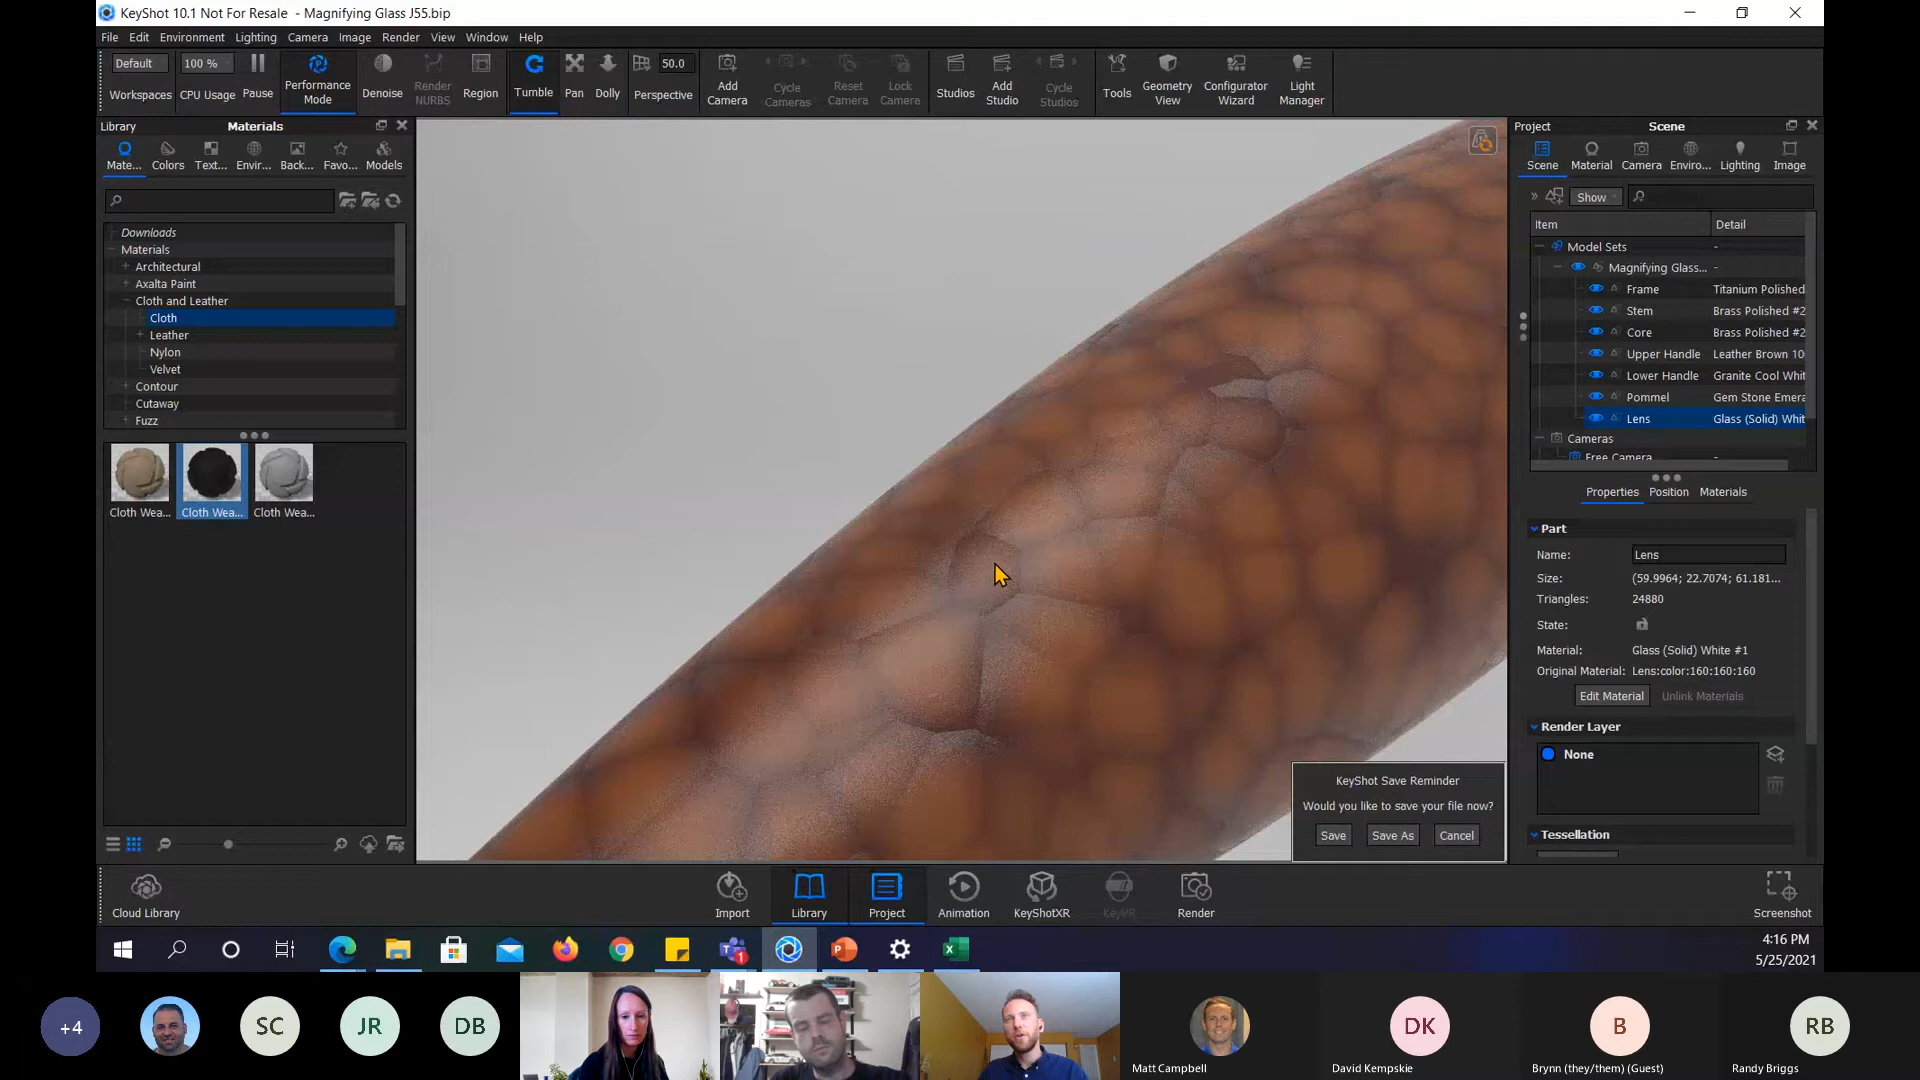 KeyShot 10.1 Not For Resale - Magnifying Glass J55.bip
File Edit Environment Lighting Camera Image Render View Window Help
Default 100 % 50.0
Workspaces CPU Usage Pause Performance Mode Denoise Render NURBS Region Tumble Pan Dolly Perspective Add Camera Cycle Cameras Reset Camera Lock Camera Studios Add Studio Cycle Studios Tools Geometry View Configurator Wizard Light Manager
Library Materials
Mate... Colors Text... Envir... Back... Favo... Models
Downloads
Materials
Architectural
Axalta Paint
Cloth and Leather
Cloth
Leather
Nylon
Velvet
Contour
Cutaway
Fuzz
Cloth Wea... Cloth Wea... Cloth Wea...
Project Scene
Scene Material Camera Enviro... Lighting Image
Show
Item Detail
Model Sets -
Magnifying Glass... -
Frame Titanium Polished
Stem Brass Polished #2
Core Brass Polished #2
Upper Handle Leather Brown 10
Lower Handle Granite Cool Whit
Pommel Gem Stone Emera
Lens Glass (Solid) Whit
Cameras
Free Camera -
Properties Position Materials
Part
Name: Lens
Size: (59.9964; 22.7074; 61.181...
Triangles: 24880
State:
Material: Glass (Solid) White #1
Original Material: Lens:color:160:160:160
Edit Material Unlink Materials
Render Layer
None
Tessellation
KeyShot Save Reminder
Would you like to save your file now?
Save Save As Cancel
Cloud Library Import Library Project Animation KeyShotXR KeyVR Render Screenshot
1
4:16 PM
5/25/2021
+4 SC JR DB DK B RB
Matt Campbell David Kempskie Brynn (they/them) (Guest) Randy Briggs